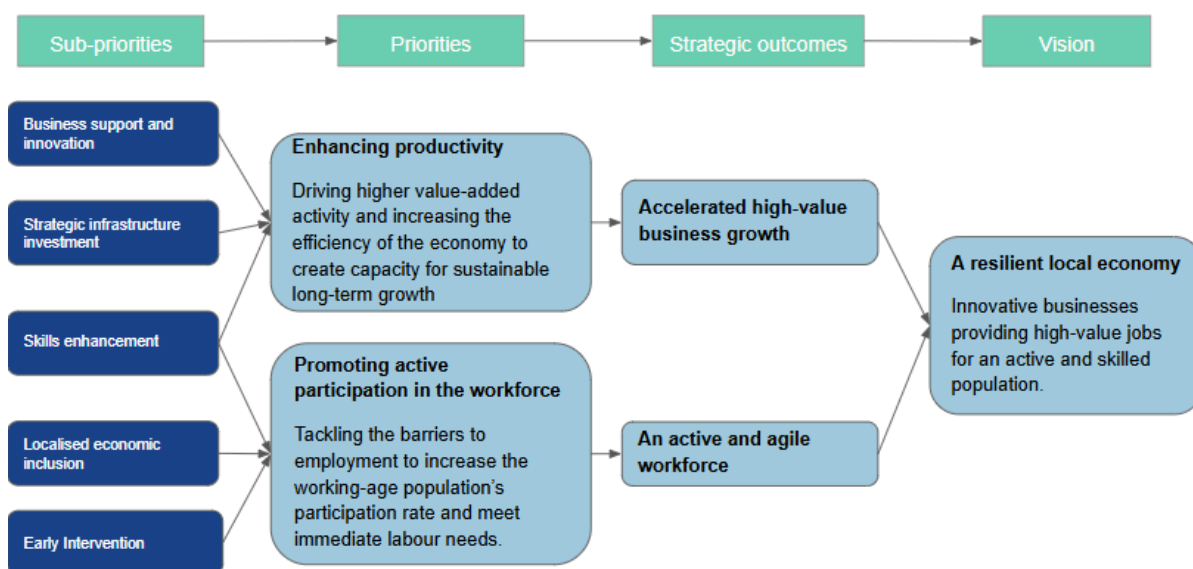 Sub-priorities
Priorities
Strategic outcomes
Vision
Business support and
innovation
Strategic infrastructure
investment
Skills enhancement
Localised economic
inclusion
Early Intervention
Enhancing productivity
Driving higher value-added
activity and increasing the
efficiency of the economy to
create capacity for sustainable
long-term growth
Promoting active
participation in the workforce
Tackling the barriers to
employment to increase the
working-age population’s
participation rate and meet
immediate labour needs.
Accelerated high-value
business growth
An active and agile
workforce
A resilient local economy
Innovative businesses
providing high-value jobs
for an active and skilled
population.